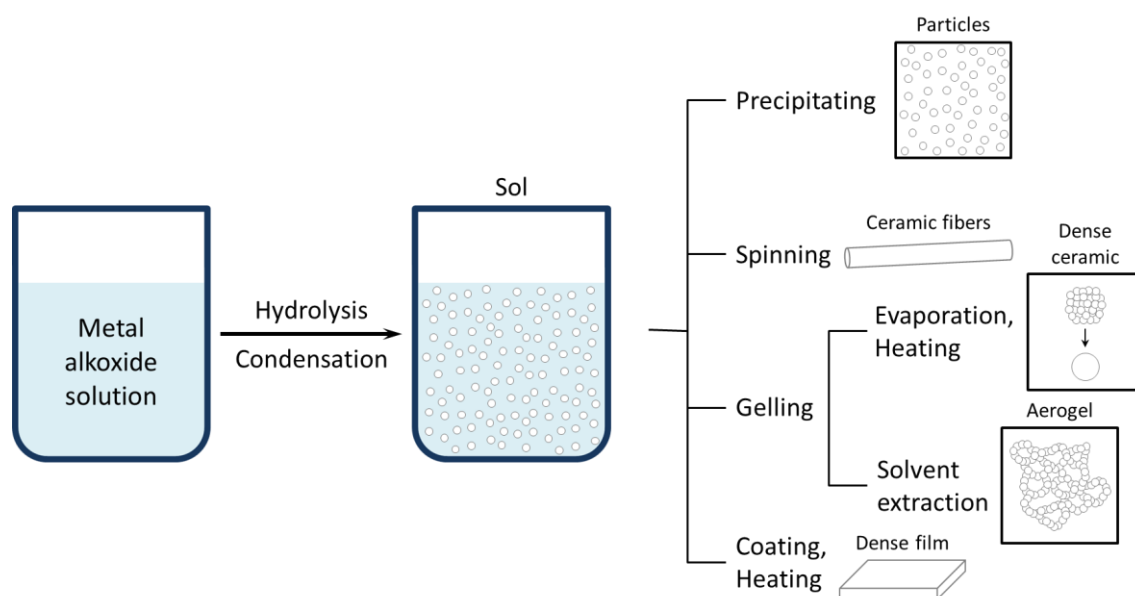 Metal
alkoxide
solution
Hydrolysis
Condensation
Sol
Precipitating
Particles
Spinning
Ceramic fibers
Gelling
Evaporation,
Heating
Dense
ceramic
Solvent
extraction
Aerogel
Coating,
Heating
Dense film